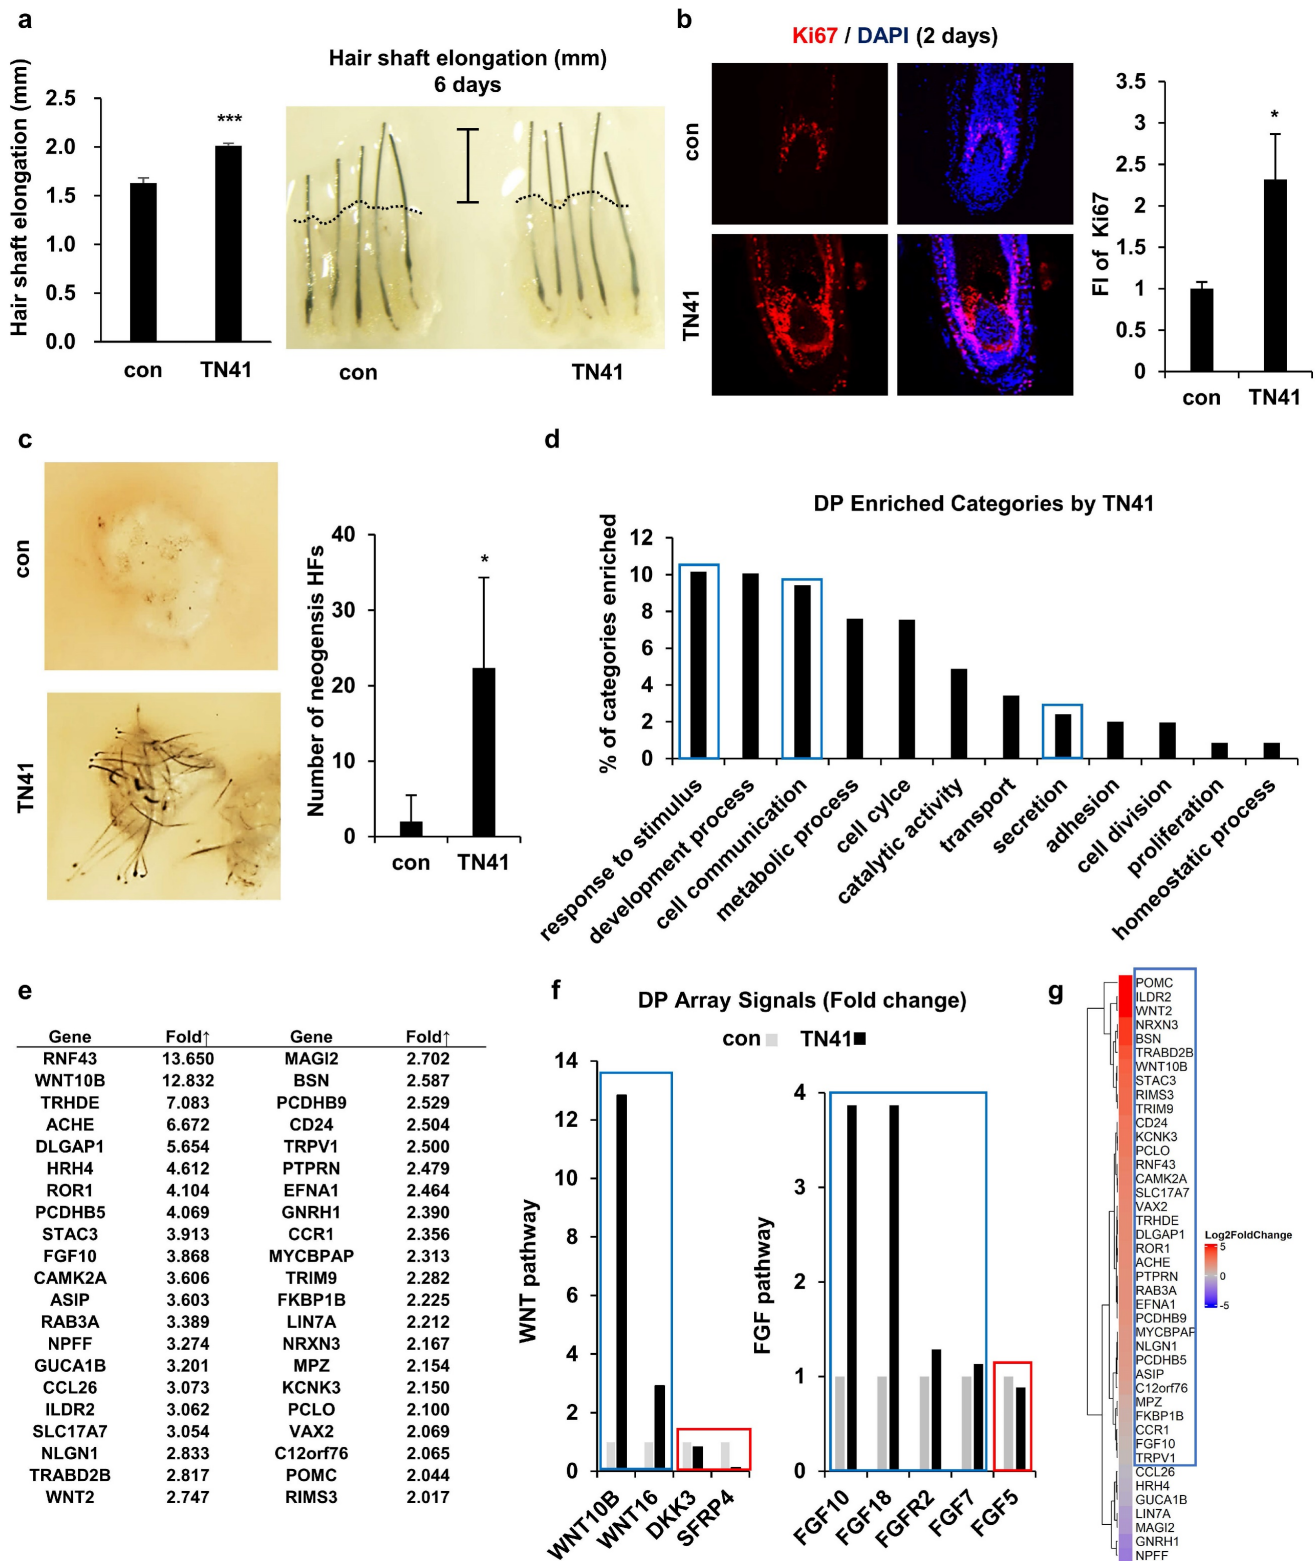 a
Hair shaft elongation (mm)
6 days
Hair shaft elongation (mm)
2.5
2.0
1.5
1.0
0.5
0.0
***
con
TN41
con
TN41
b
Ki67 / DAPI (2 days)
con
TN41
FI of Ki67
3.5
3
2.5
2
1.5
1
0.5
0
*
con
TN41
c
con
TN41
Number of neogensis HFs
40
30
20
10
0
*
con
TN41
d
DP Enriched Categories by TN41
% of categories enriched
12
10
8
6
4
2
0
response to stimulus
development process
cell communication
metabolic process
cell cylce
catalytic activity
transport
secretion
adhesion
cell division
proliferation
homeostatic process
e
Gene Fold↑ Gene Fold↑
RNF43 13.650 MAGI2 2.702
WNT10B 12.832 BSN 2.587
TRHDE 7.083 PCDHB9 2.529
ACHE 6.672 CD24 2.504
DLGAP1 5.654 TRPV1 2.500
HRH4 4.612 PTPRN 2.479
ROR1 4.104 EFNA1 2.464
PCDHB5 4.069 GNRH1 2.390
STAC3 3.913 CCR1 2.356
FGF10 3.868 MYCBPAP 2.313
CAMK2A 3.606 TRIM9 2.282
ASIP 3.603 FKBP1B 2.225
RAB3A 3.389 LIN7A 2.212
NPFF 3.274 NRXN3 2.167
GUCA1B 3.201 MPZ 2.154
CCL26 3.073 KCNK3 2.150
ILDR2 3.062 PCLO 2.100
SLC17A7 3.054 VAX2 2.069
NLGN1 2.833 C12orf76 2.065
TRABD2B 2.817 POMC 2.044
WNT2 2.747 RIMS3 2.017
f
DP Array Signals (Fold change)
con TN41
WNT pathway
14
12
10
8
6
4
2
0
WNT10B
WNT16
DKK3
SFRP4
FGF pathway
4
3
2
1
0
FGF10
FGF18
FGFR2
FGF7
FGF5
g
POMC
ILDR2
WNT2
NRXN3
BSN
TRABD2B
WNT10B
STAC3
RIMS3
TRIM9
CD24
KCNK3
PCLO
RNF43
CAMK2A
SLC17A7
VAX2
TRHDE
DLGAP1
ROR1
ACHE
PTPRN
RAB3A
EFNA1
PCDHB9
MYCBPAP
NLGN1
PCDHB5
ASIP
C12orf76
MPZ
FKBP1B
CCR1
FGF10
TRPV1
CCL26
HRH4
GUCA1B
LIN7A
MAGI2
GNRH1
NPFF
Log2FoldChange
5
0
-5